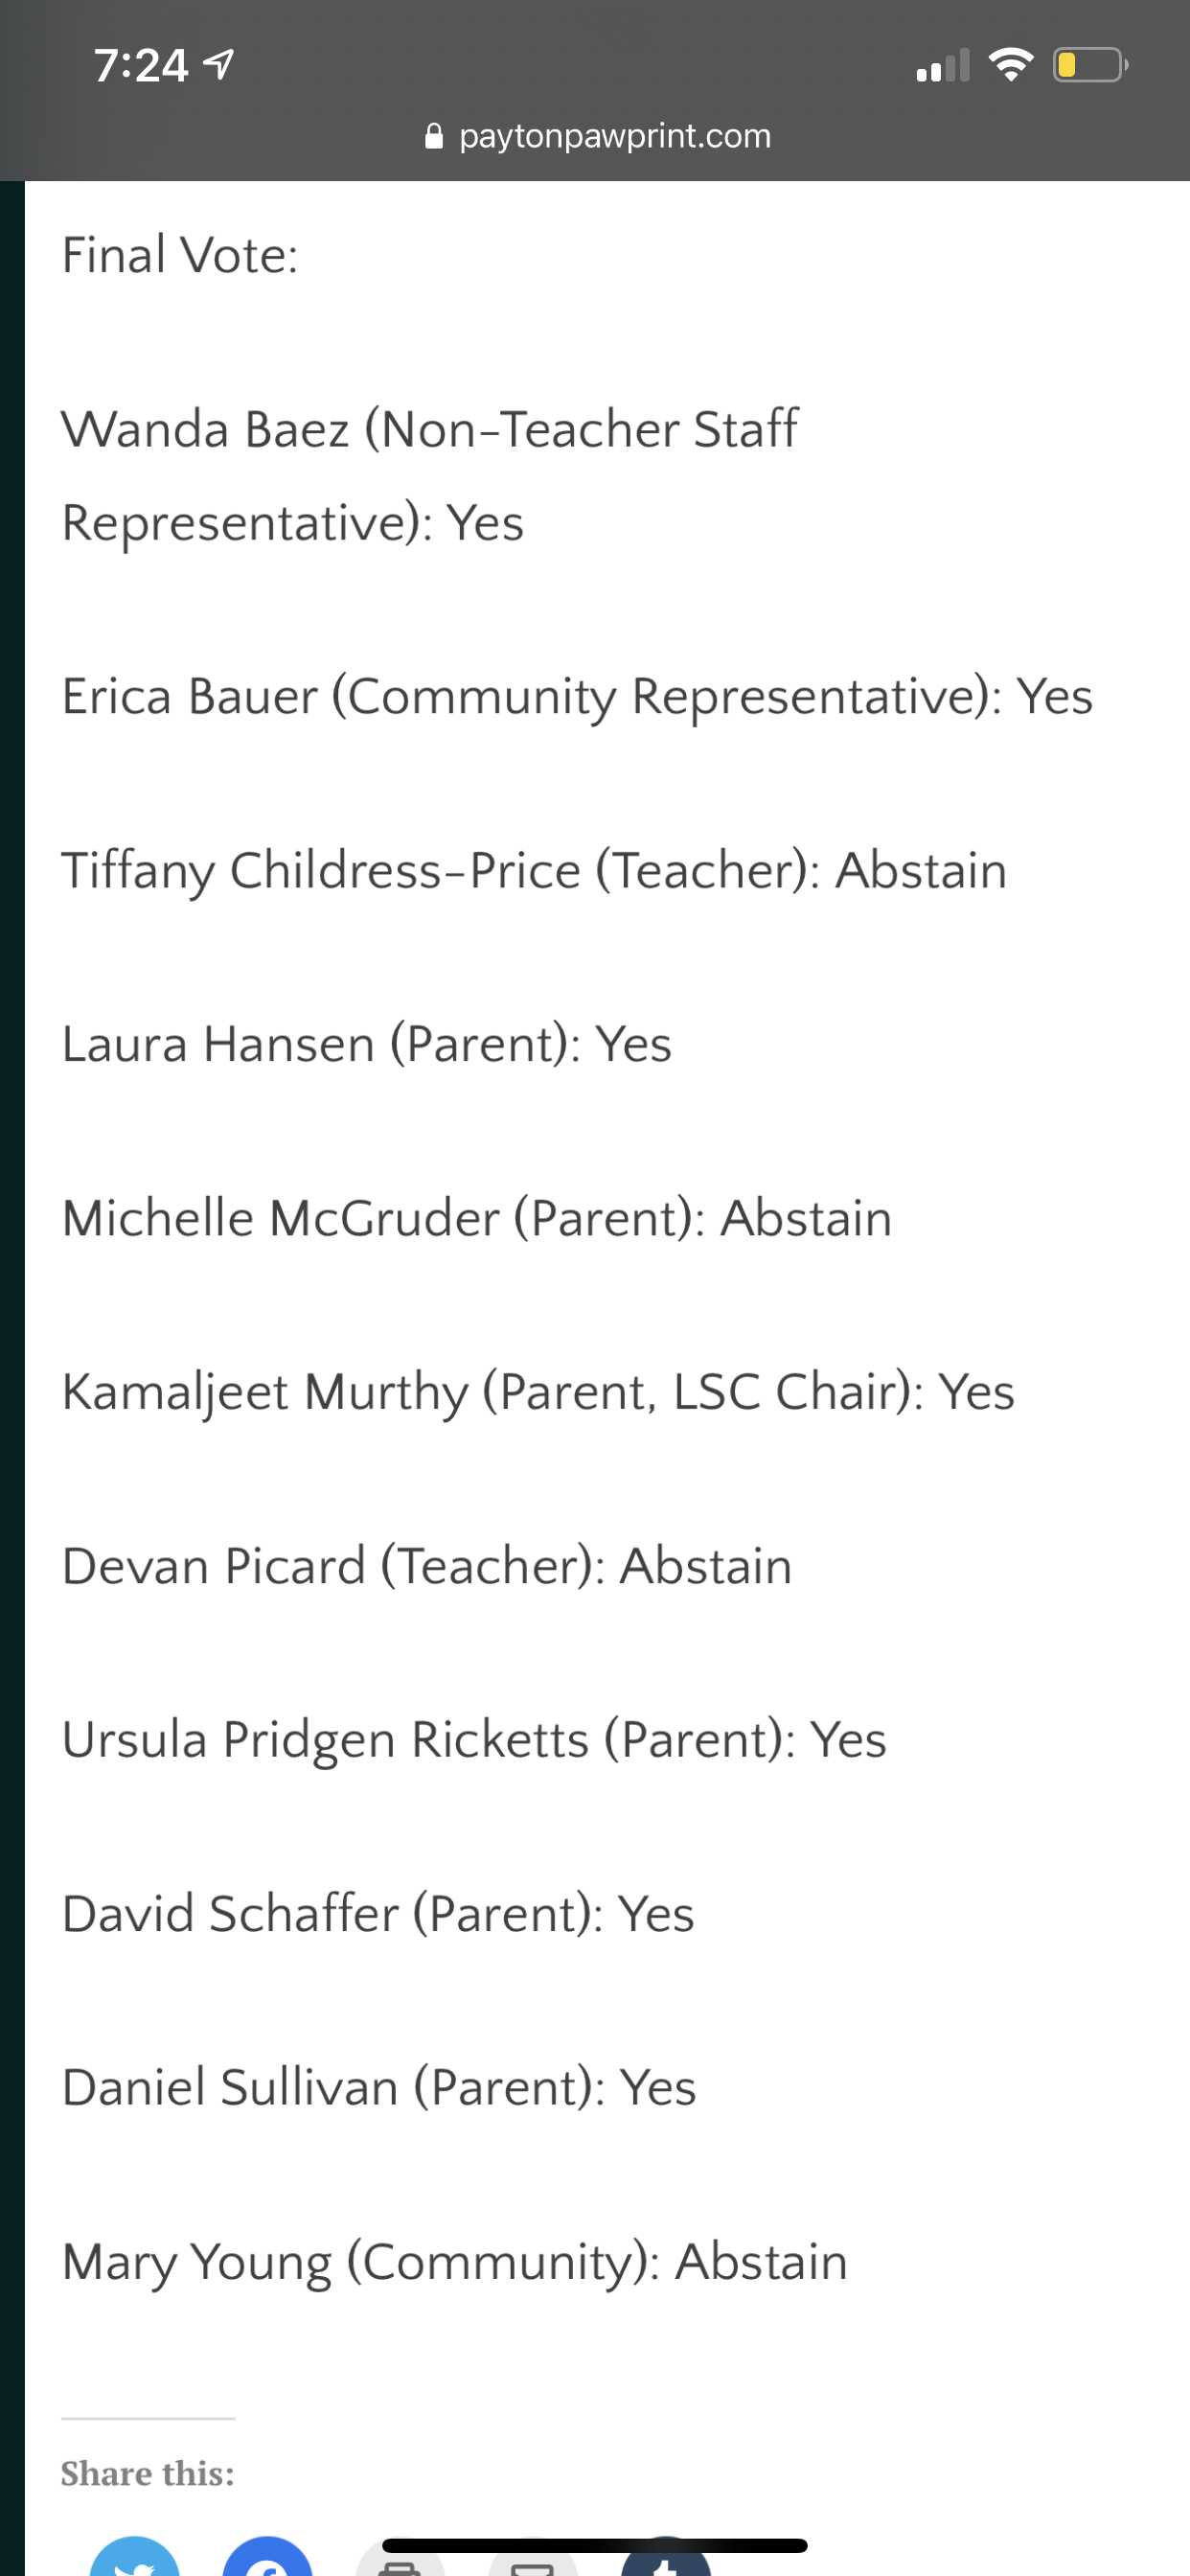 7:24
paytonpawprint.com
Final Vote:
Wanda Baez (Non-Teacher Staff
Representative): Yes
Erica Bauer (Community Representative): Yes
Tiffany Childress-Price (Teacher): Abstain
Laura Hansen (Parent): Yes
Michelle McGruder (Parent): Abstain
Kamaljeet Murthy (Parent, LSC Chair): Yes
Devan Picard (Teacher): Abstain
Ursula Pridgen Ricketts (Parent): Yes
David Schaffer (Parent): Yes
Daniel Sullivan (Parent): Yes
Mary Young (Community): Abstain
Share this: